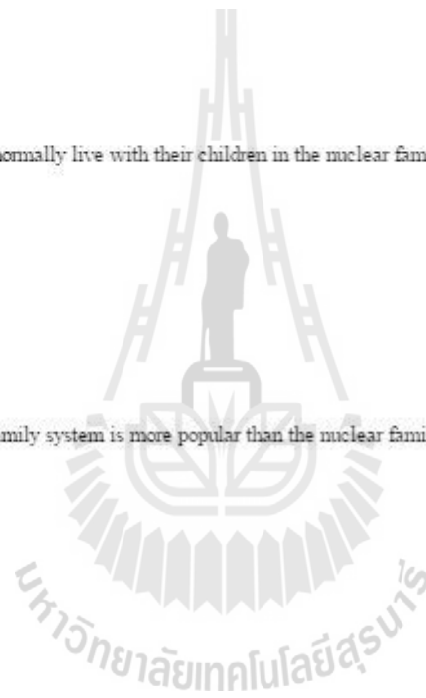 normally live with their children in the nuclear fam
mily system is more popular than the nuclear fami
มหาวิทยาลัยเทคโนโลยีสุรนารี